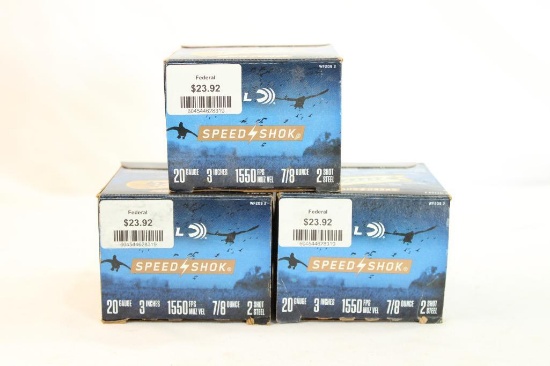 WF209 2
Federal
$23.92
L
SPEED SHOK
20 GAUGE 3 INCHES 1550 FPS MUZ VEL 7/8 OUNCE 2 SHOT STEEL
Federal
$23.92
L
SPEED SHOK
20 GAUGE 3 INCHES 1550 FPS MUZ VEL 7/8 OUNCE 2 SHOT STEEL
Federal
$23.92
L
SPEED SHOK
20 GAUGE 3 INCHES 1550 FPS MUZ VEL 7/8 OUNCE 2 SHOT STEEL